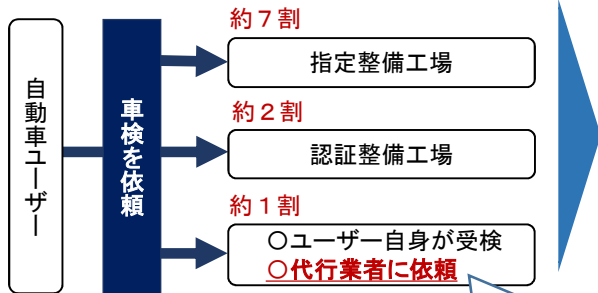 自動車ユーザー
車検を依頼
約７割
指定整備工場
約２割
認証整備工場
約１割
○ユーザー自身が受検
○代行業者に依頼